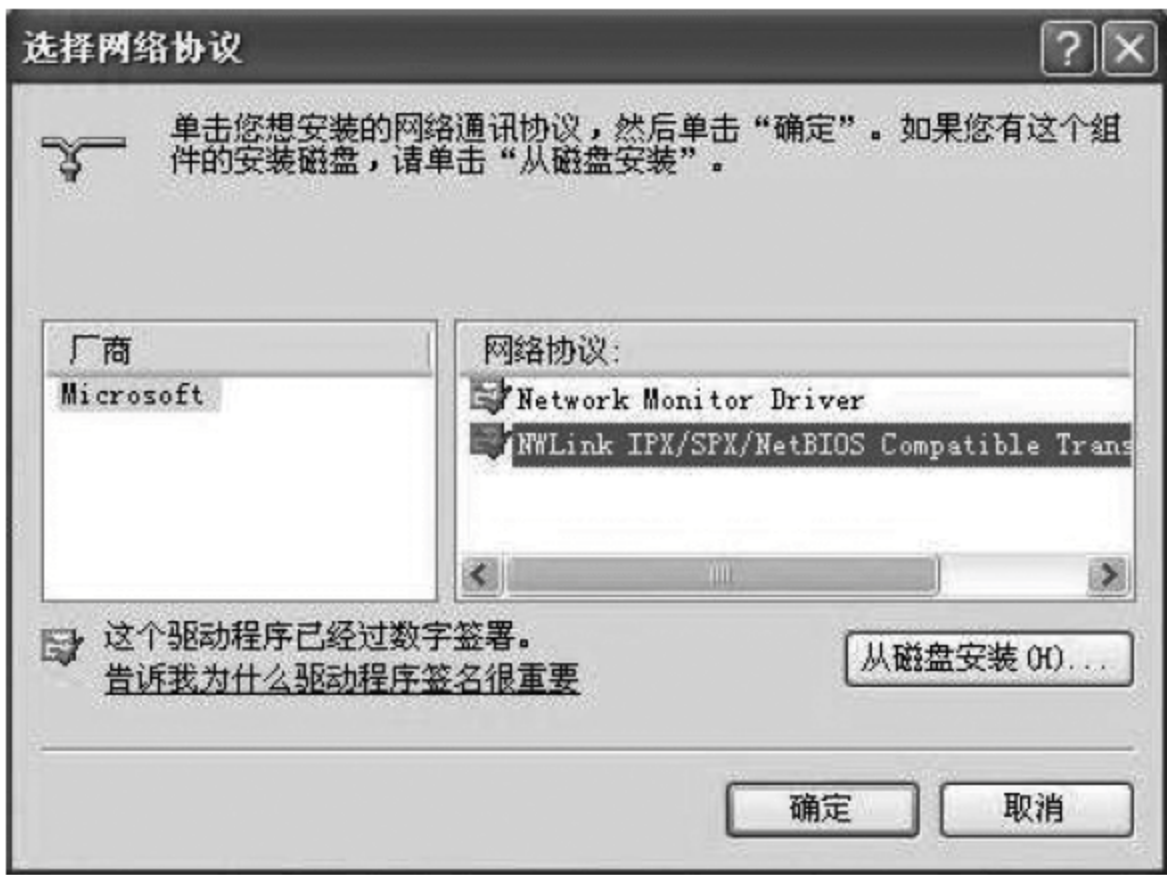 选择网络协议
单击您想安装的网络通讯协议，然后单击“确定”。如果您有这个组
件的安装磁盘，请单击“从磁盘安装”。
厂商
网络协议:
Microsoft
Network Monitor Driver
NWLink IPX/SPX/NetBIOS Compatible Trans
这个驱动程序已经过数字签署。
告诉我为什么驱动程序签名很重要
从磁盘安装(H)...
确定
取消